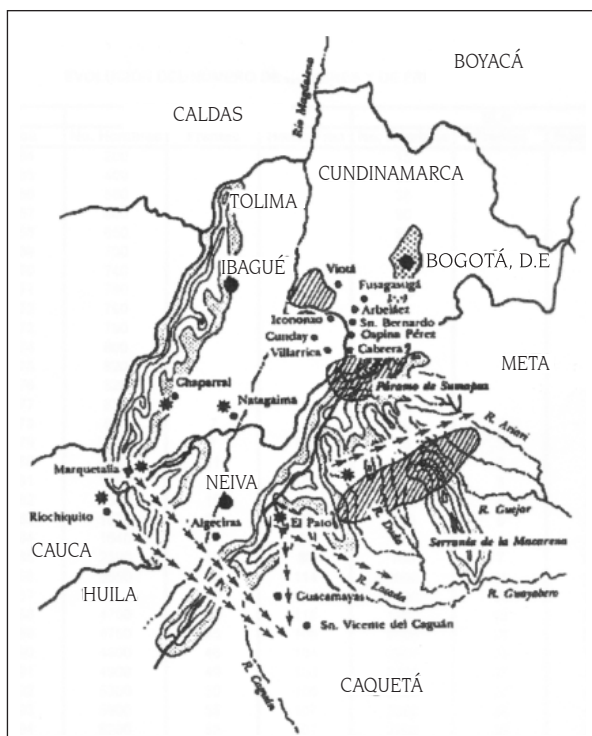 BOYACÁ
CALDAS
Río Magdalena
CUNDINAMARCA
TOLIMA
IBAGUÉ
BOGOTÁ, D.E
Viotá
Fusagasugá
Arbeláez
Icononzo
Sn. Bernardo
Cunday
Ospina Pérez
Villarrica
Cabrera
META
Páramo de Sumapaz
Chaparral
Natagaima
R. Ariari
Marquetalia
NEIVA
Riochiquito
Algeciras
El Pato
R. Duda
R. Guejar
Serranía de la Macarena
CAUCA
HUILA
R. Losada
R. Guayabero
Guacamayas
Sn. Vicente del Caguán
R. Caguán
CAQUETÁ